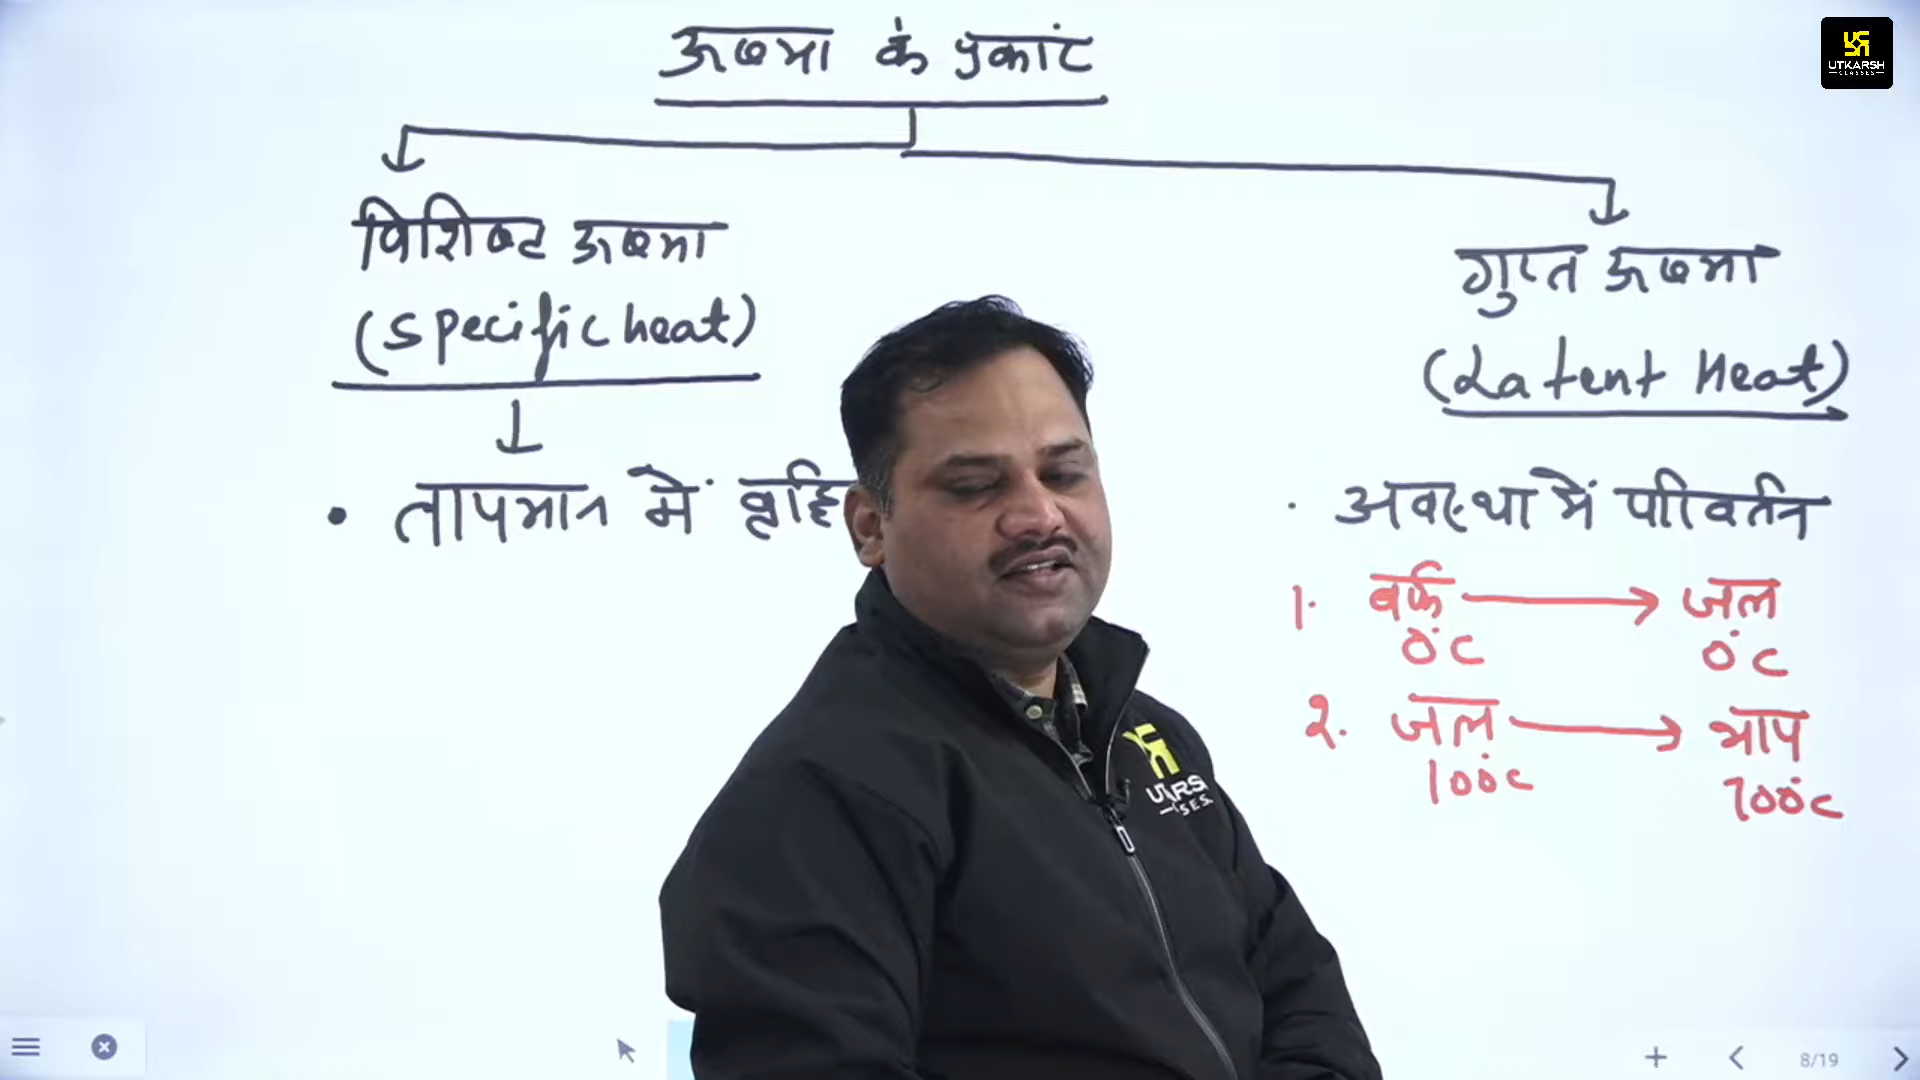 ऊष्मा के प्रकार
UTKARSH
CLASSES
विशिष्ट ऊष्मा
(specific heat)
गुप्त ऊष्मा
(Latent Heat)
• तापमान में वृद्धि
• अवस्था में परिवर्तन
1. बर्फ → जल
0°C 0°C
2. जल → भाप
100°C 100°C
8/19